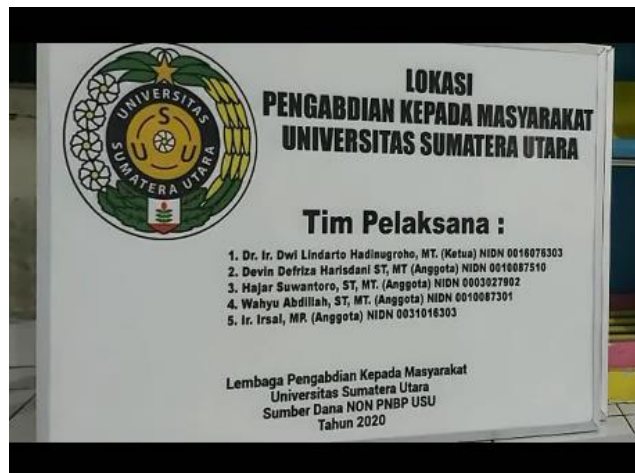 UNIVERSITAS
SUMATERA UTARA
S
U U
LOKASI
PENGABDIAN KEPADA MASYARAKAT
UNIVERSITAS SUMATERA UTARA
Tim Pelaksana :
1. Dr. Ir. Dwi Lindarto Hadinugroho, MT. (Ketua) NIDN 0016076303
2. Devin Defriza Harisdani ST, MT (Anggota) NIDN 0010087510
3. Hajar Suwantoro, ST, MT. (Anggota) NIDN 0003027902
4. Wahyu Abdillah, ST, MT. (Anggota) NIDN 0010087301
5. Ir. Irsal, MP. (Anggota) NIDN 0031016303
Lembaga Pengabdian Kepada Masyarakat
Universitas Sumatera Utara
Sumber Dana NON PNBP USU
Tahun 2020